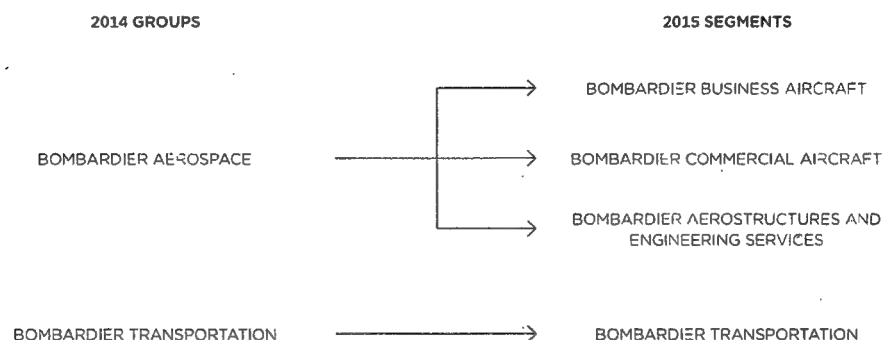 2014 GROUPS
2015 SEGMENTS
BOMBARDIER BUSINESS AIRCRAFT
BOMBARDIER AEROSPACE
BOMBARDIER COMMERCIAL AIRCRAFT
BOMBARDIER AEROSTRUCTURES AND
ENGINEERING SERVICES
BOMBARDIER TRANSPORTATION
BOMBARDIER TRANSPORTATION